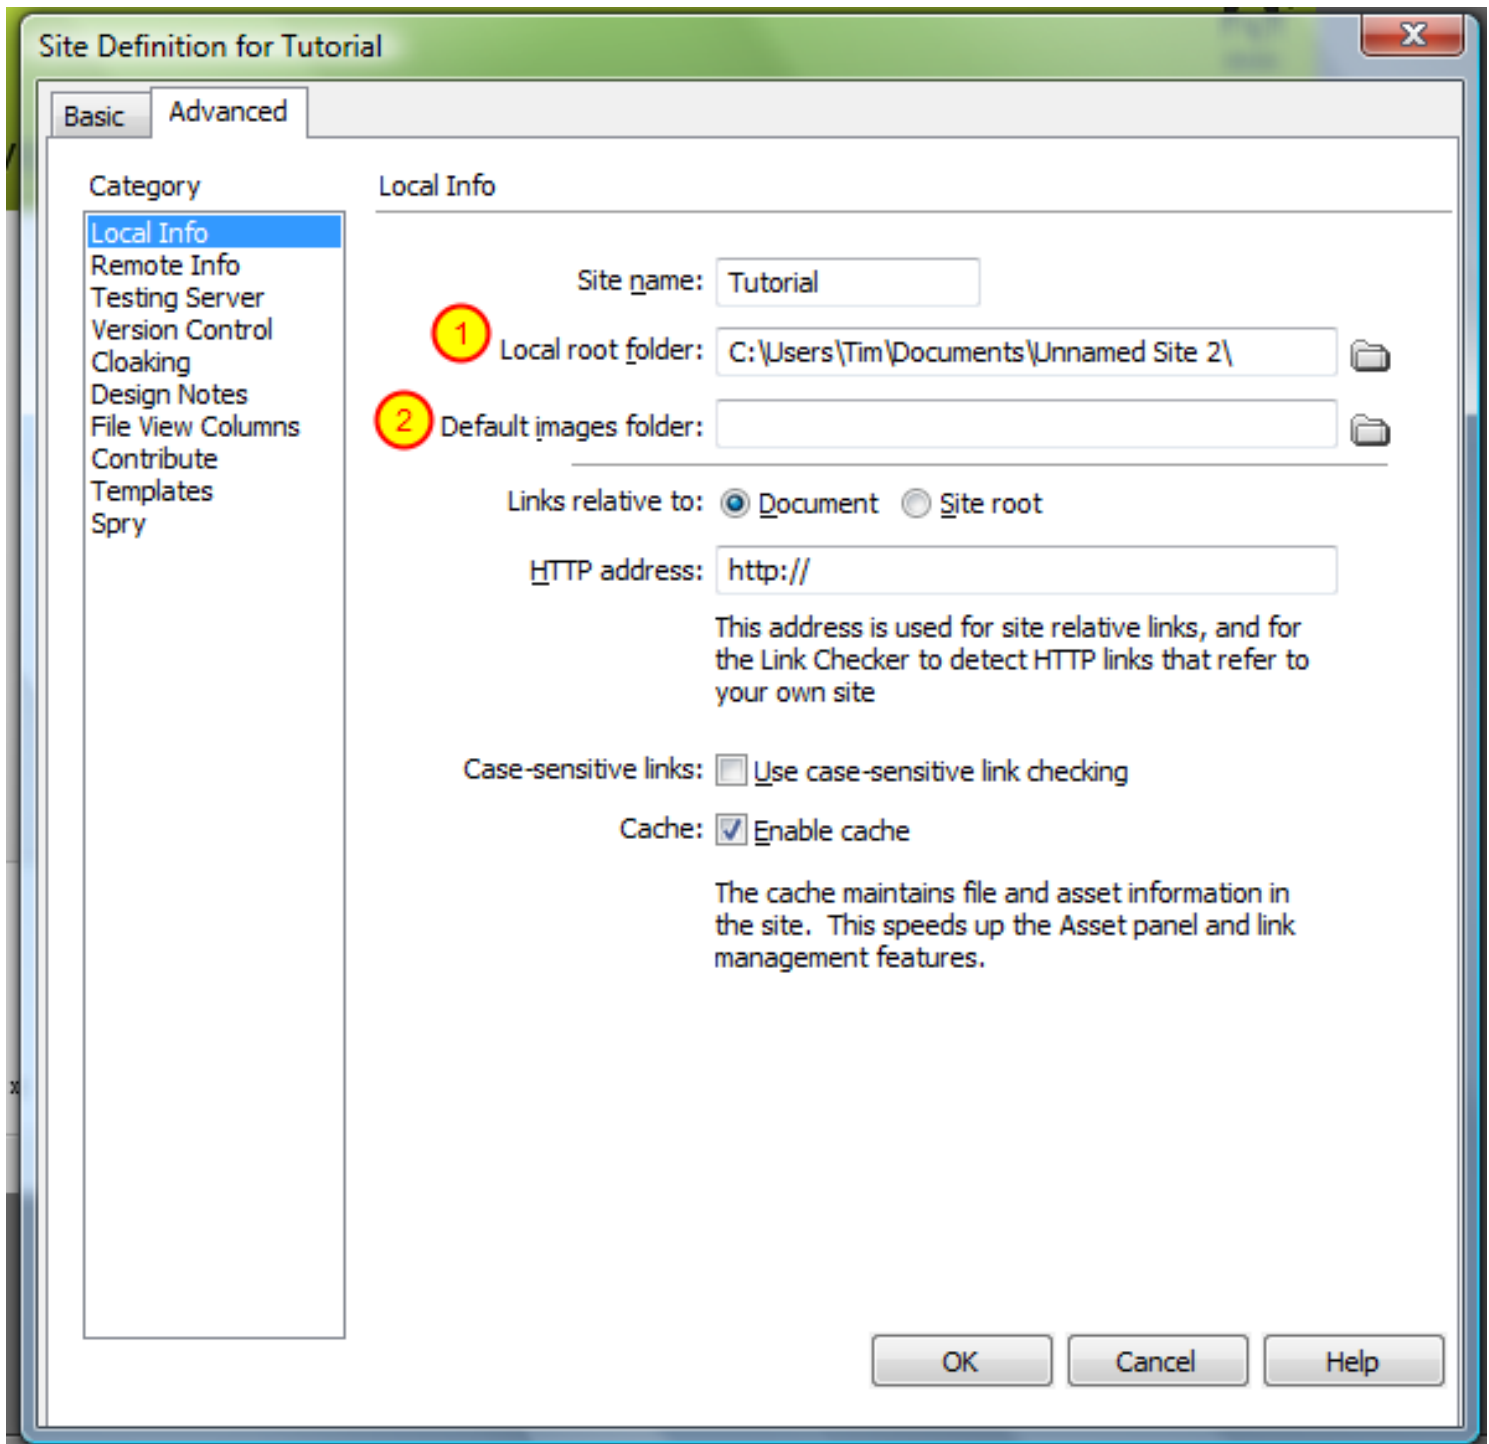 Site Definition for Tutorial
x
Basic
Advanced
Category
Local Info
Local Info
Remote Info
Testing Server
Version Control
Cloaking
Design Notes
File View Columns
Contribute
Templates
Spry
Site name: Tutorial
1
Local root folder: C:\Users\Tim\Documents\Unnamed Site 2\
2
Default images folder:
Links relative to: Document Site root
HTTP address: http://
This address is used for site relative links, and for
the Link Checker to detect HTTP links that refer to
your own site
Case-sensitive links: Use case-sensitive link checking
Cache: Enable cache
The cache maintains file and asset information in
the site. This speeds up the Asset panel and link
management features.
OK Cancel Help